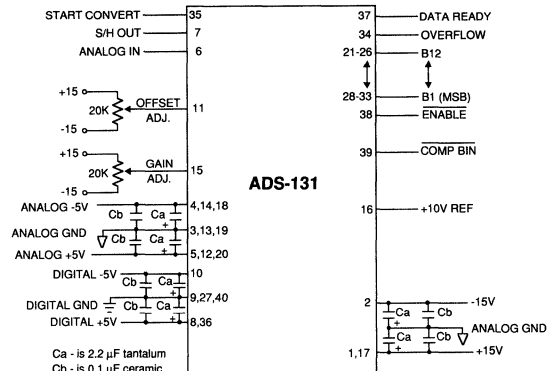 START CONVERT 35
S/H OUT 7
ANALOG IN 6
+15
20K
OFFSET
ADJ.
11
-15
+15
20K
GAIN
ADJ.
15
-15
ANALOG -5V 4,14,18
Cb Ca
+
ANALOG GND 3,13,19
Cb Ca
+
ANALOG +5V 5,12,20
DIGITAL -5V 10
Cb Ca
+
DIGITAL GND 9,27,40
Cb Ca
+
DIGITAL +5V 8,36
Ca - is 2.2 µF tantalum
Cb - is 0.1 µF ceramic
ADS-131
37 DATA READY
34 OVERFLOW
21-26 B12
28-33 B1 (MSB)
38 ENABLE
39 COMP BIN
16 +10V REF
2 -15V
Ca Cb
+
ANALOG GND
Ca Cb
+
1,17 +15V